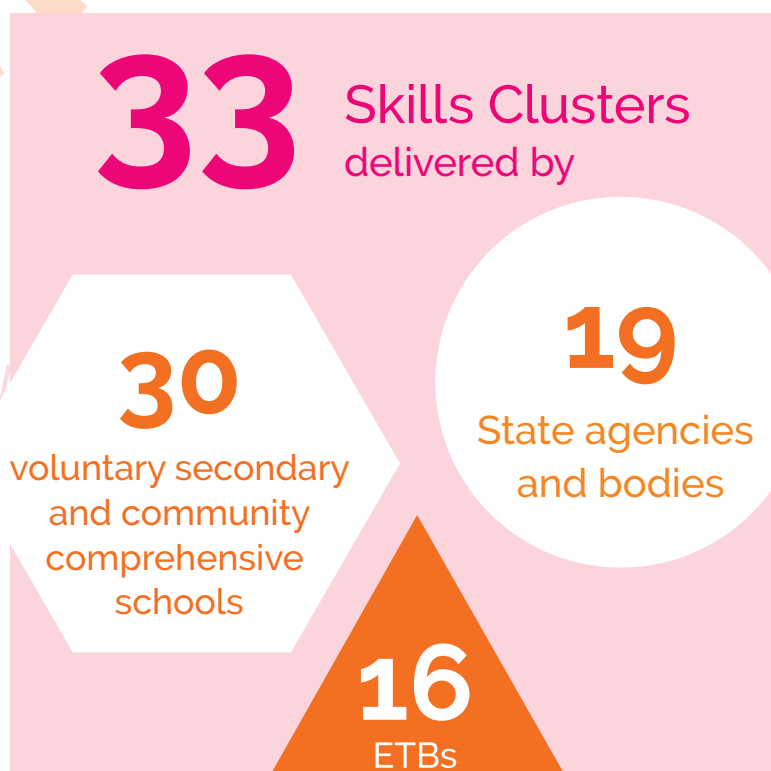 33
Skills Clusters
delivered by
30
voluntary secondary
and community
comprehensive
schools
19
State agencies
and bodies
16
ETBs